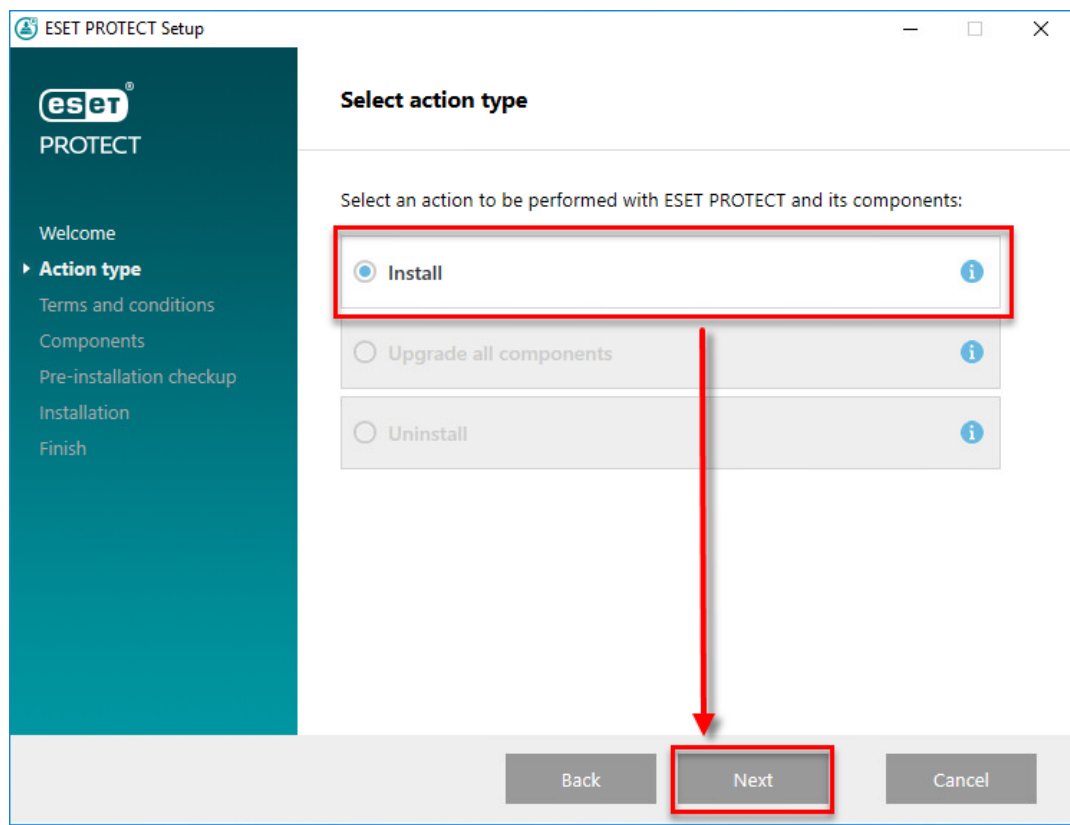 ESET PROTECT Setup
eset®
PROTECT
Welcome
Action type
Terms and conditions
Components
Pre-installation checkup
Installation
Finish
Select action type
Select an action to be performed with ESET PROTECT and its components:
Install
Upgrade all components
Uninstall
Back
Next
Cancel